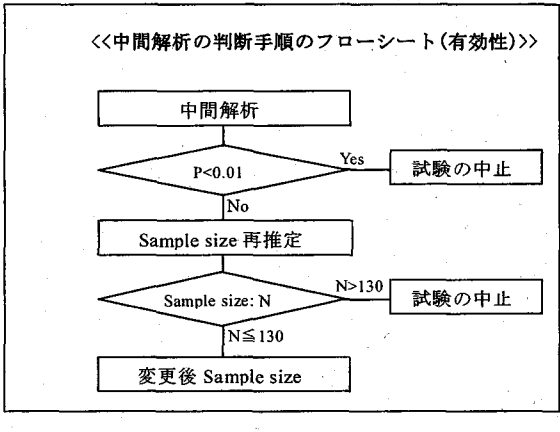 <<中間解析の判断手順のフローシート(有効性)>>
中間解析
P<0.01
Yes
試験の中止
No
Sample size 再推定
Sample size: N
N>130
試験の中止
N≦130
変更後 Sample size